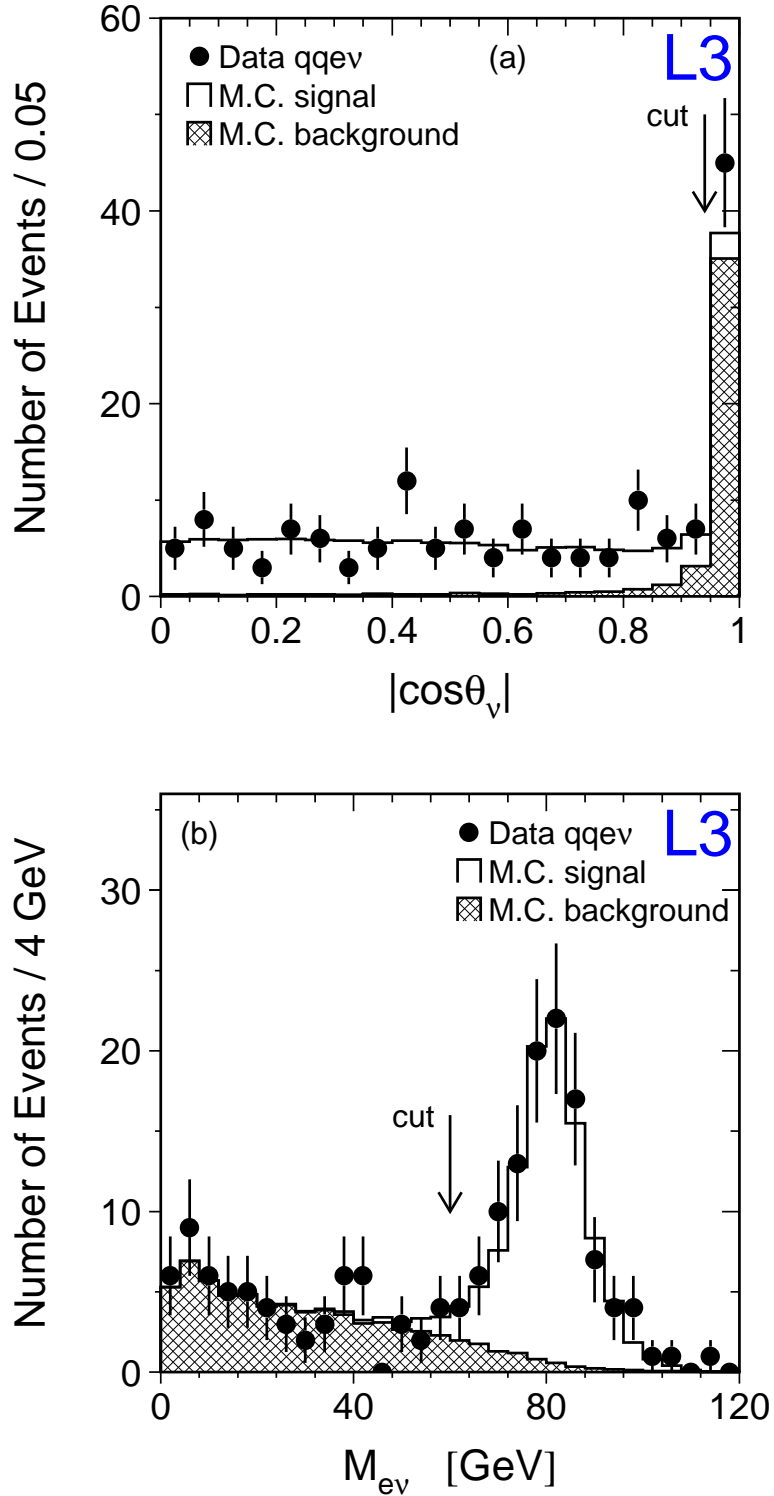 60
40
20
0
Number of Events / 0.05
Data qqeν
M.C. signal
M.C. background
(a)
L3
cut
0 0.2 0.4 0.6 0.8 1
|cosθν|
30
20
10
0
Number of Events / 4 GeV
(b)
Data qqeν
M.C. signal
M.C. background
L3
cut
0 40 80 120
Meν [GeV]